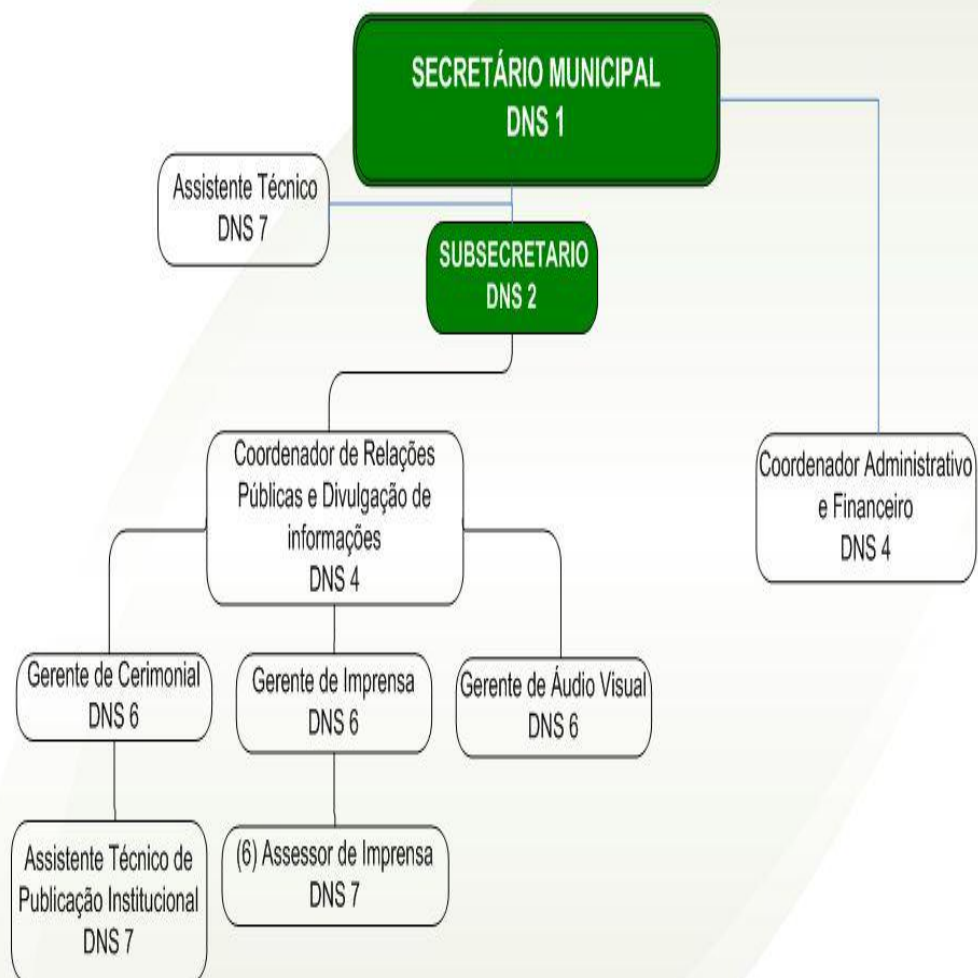 SECRETÁRIO MUNICIPAL
DNS 1
Assistente Técnico
DNS 7
SUBSECRETARIO
DNS 2
Coordenador de Relações
Públicas e Divulgação de
informações
DNS 4
Coordenador Administrativo
e Financeiro
DNS 4
Gerente de Cerimonial
DNS 6
Gerente de Imprensa
DNS 6
Gerente de Áudio Visual
DNS 6
Assistente Técnico de
Publicação Institucional
DNS 7
(6) Assessor de Imprensa
DNS 7